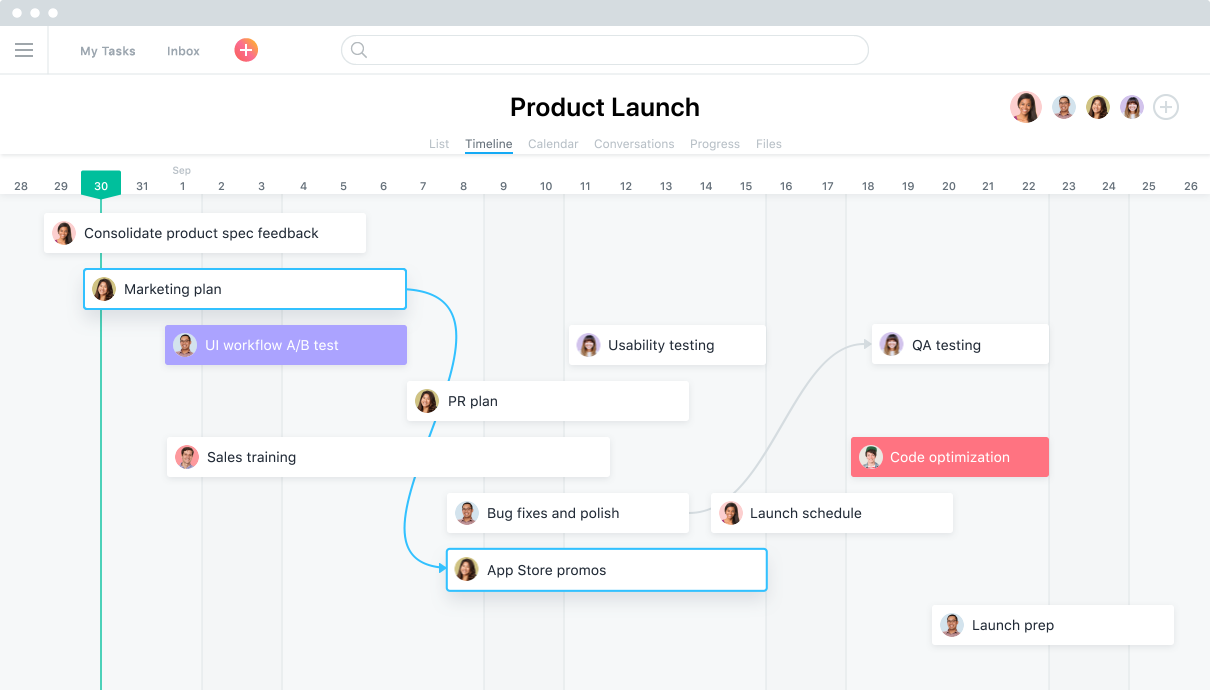 My Tasks Inbox
Product Launch
List Timeline Calendar Conversations Progress Files
Sep
28 29 30 31 1 2 3 4 5 6 7 8 9 10 11 12 13 14 15 16 17 18 19 20 21 22 23 24 25 26
Consolidate product spec feedback
Marketing plan
UI workflow A/B test Usability testing QA testing
PR plan
Sales training Code optimization
Bug fixes and polish Launch schedule
App Store promos
Launch prep